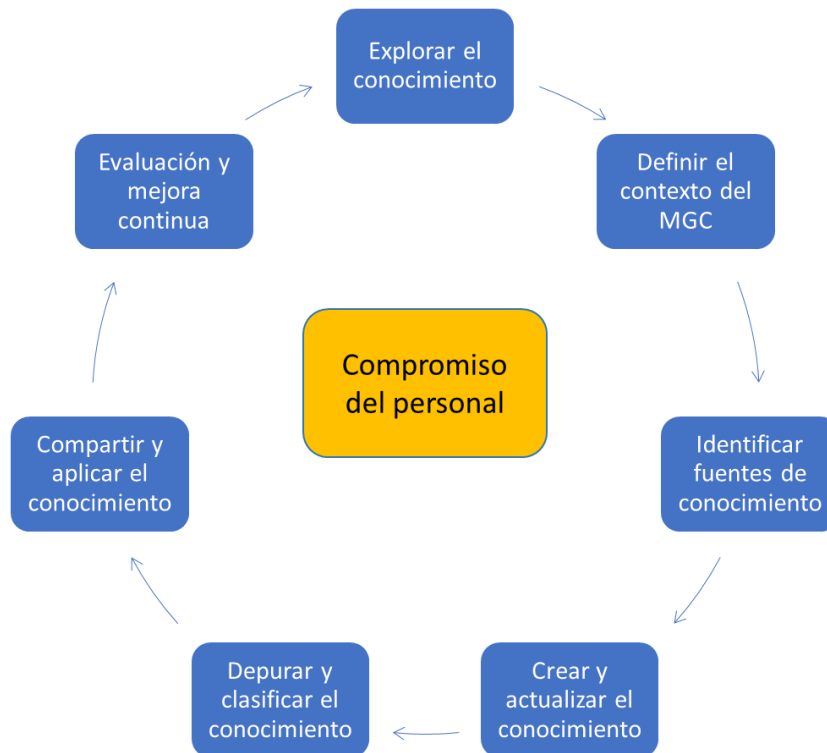 Explorar el
conocimiento
Definir el
contexto del
MGC
Identificar
fuentes de
conocimiento
Crear y
actualizar el
conocimiento
Depurar y
clasificar el
conocimiento
Compartir y
aplicar el
conocimiento
Evaluación y
mejora
continua
Compromiso
del personal